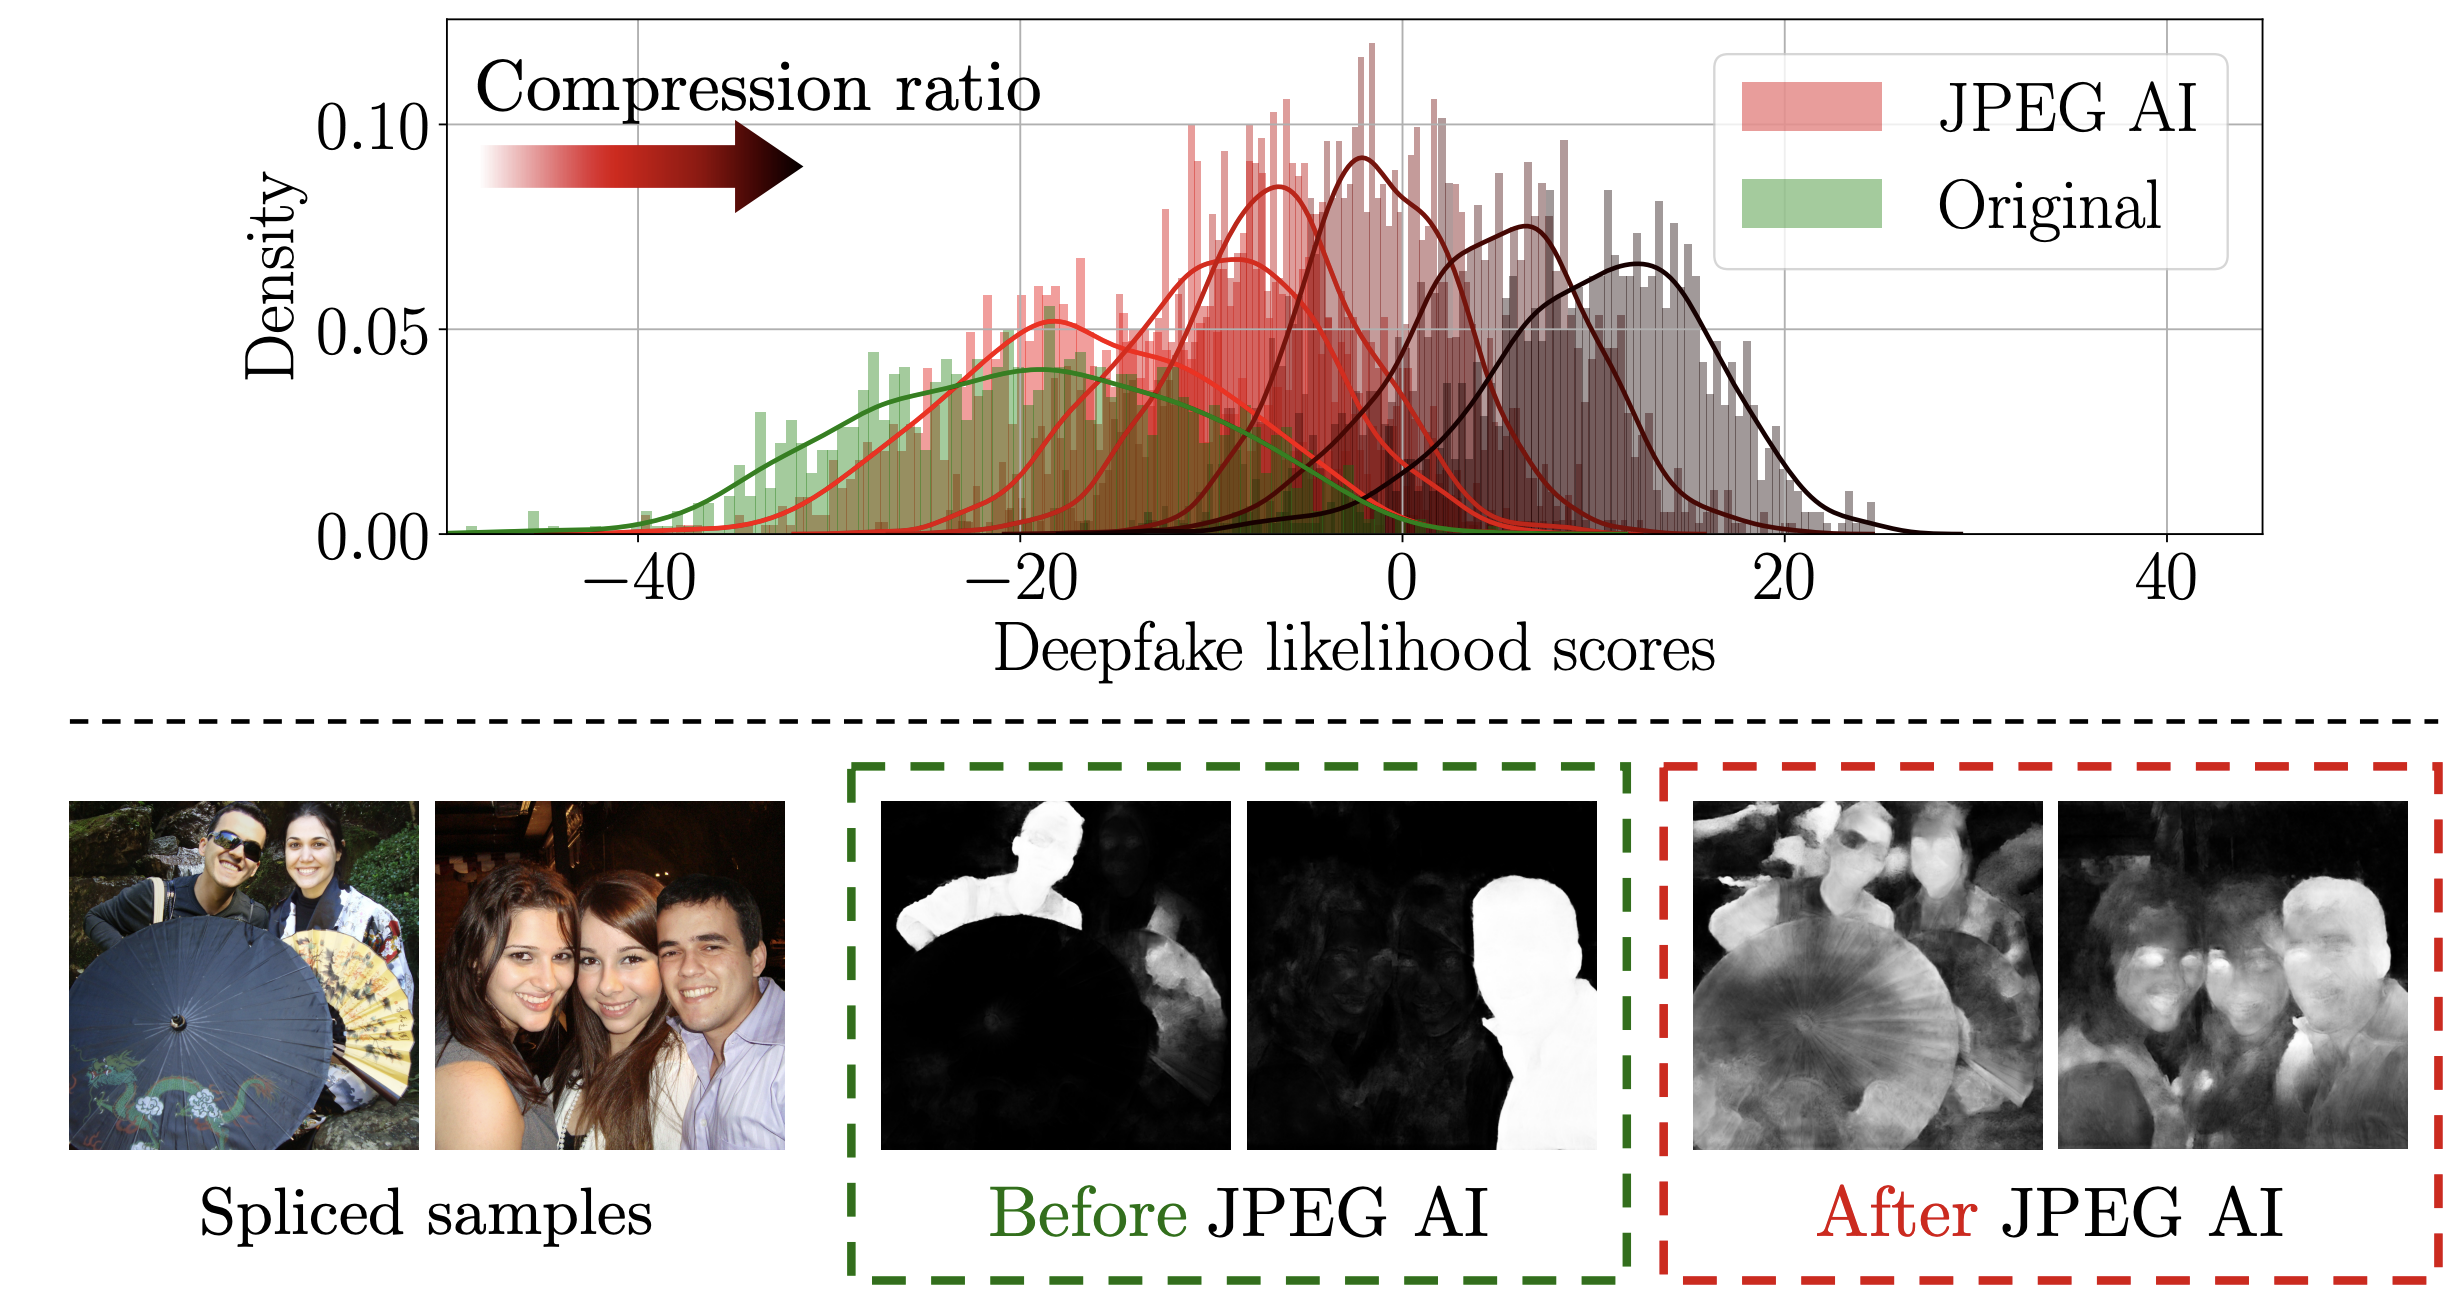 Compression ratio
JPEG AI
Original
Density
0.10
0.05
0.00
−40
−20
0
20
40
Deepfake likelihood scores
Spliced samples
Before JPEG AI
After JPEG AI